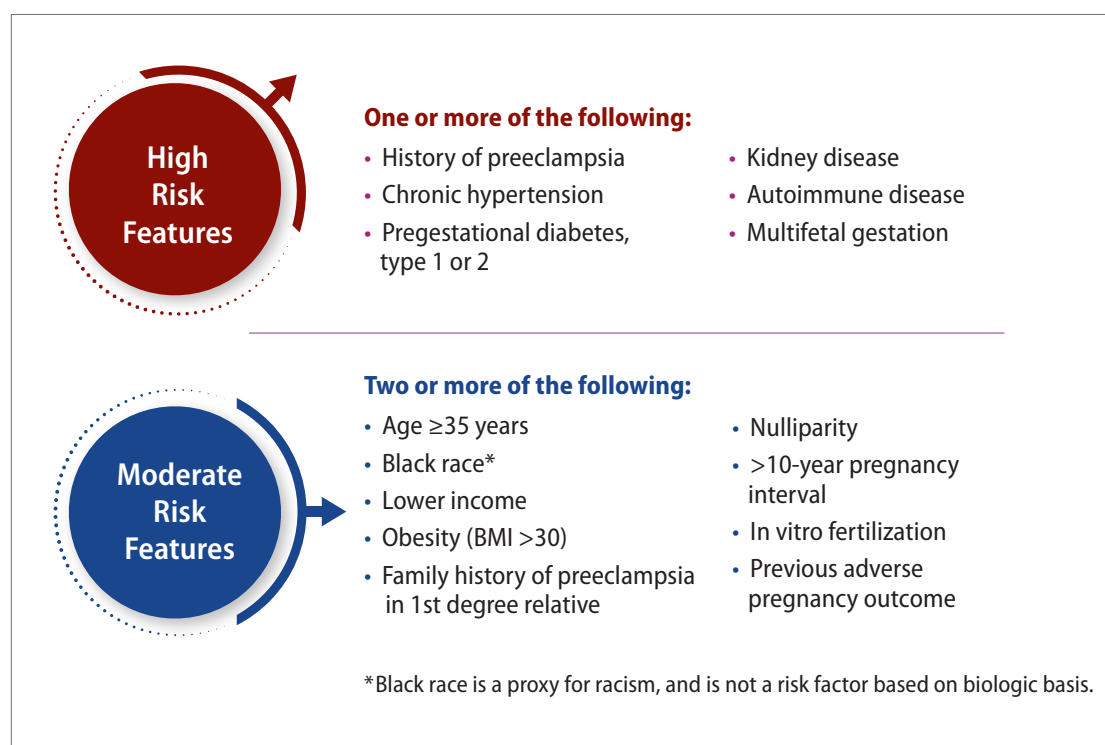 High
Risk
Features
One or more of the following:
• History of preeclampsia
• Chronic hypertension
• Pregestational diabetes,
type 1 or 2
• Kidney disease
• Autoimmune disease
• Multifetal gestation
Moderate
Risk
Features
Two or more of the following:
• Age ≥35 years
• Black race*
• Lower income
• Obesity (BMI >30)
• Family history of preeclampsia
in 1st degree relative
• Nulliparity
• >10-year pregnancy
interval
• In vitro fertilization
• Previous adverse
pregnancy outcome
*Black race is a proxy for racism, and is not a risk factor based on biologic basis.